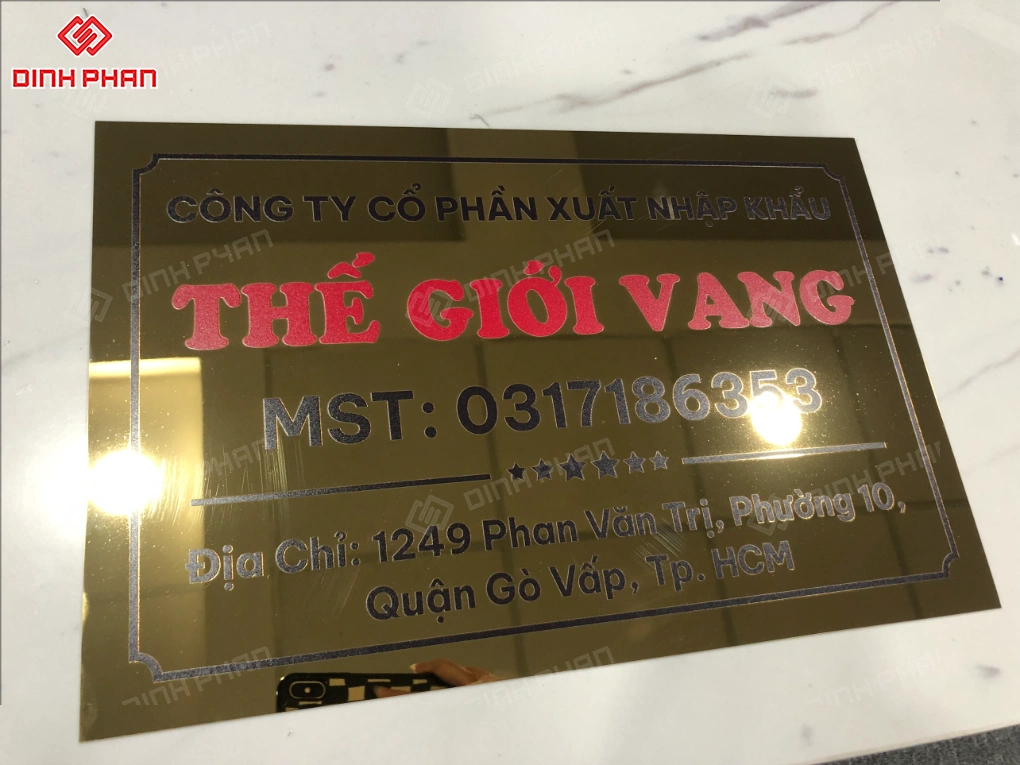 DINH PHAN
CÔNG TY CỔ PHẦN XUẤT NHẬP KHẨU
THẾ GIỚI VANG
MST: 0317186353
Địa Chỉ: 1249 Phan Văn Trị, Phường 10,
Quận Gò Vấp, Tp. HCM